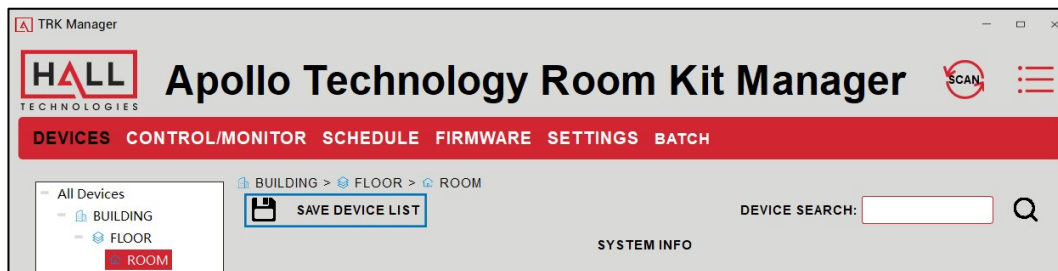 TRK Manager
HALL
TECHNOLOGIES
Apollo Technology Room Kit Manager
SCAN
DEVICES CONTROL/MONITOR SCHEDULE FIRMWARE SETTINGS BATCH
All Devices
BUILDING
FLOOR
ROOM
BUILDING > FLOOR > ROOM
SAVE DEVICE LIST
DEVICE SEARCH:
SYSTEM INFO